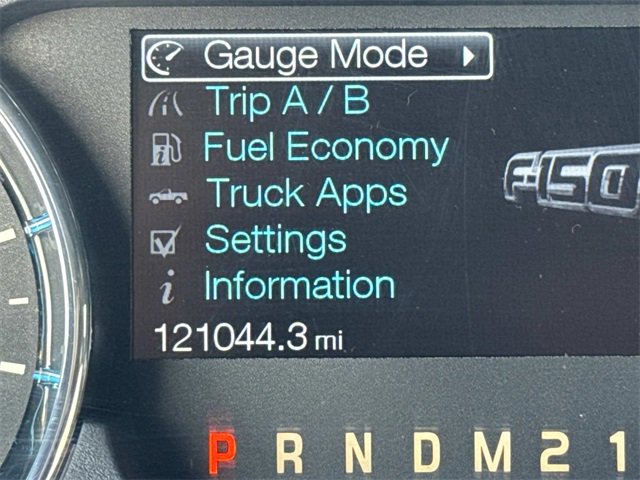 Gauge Mode
Trip A / B
Fuel Economy
Truck Apps
Settings
Information
F-150
121044.3 mi
P R N D M 2 1